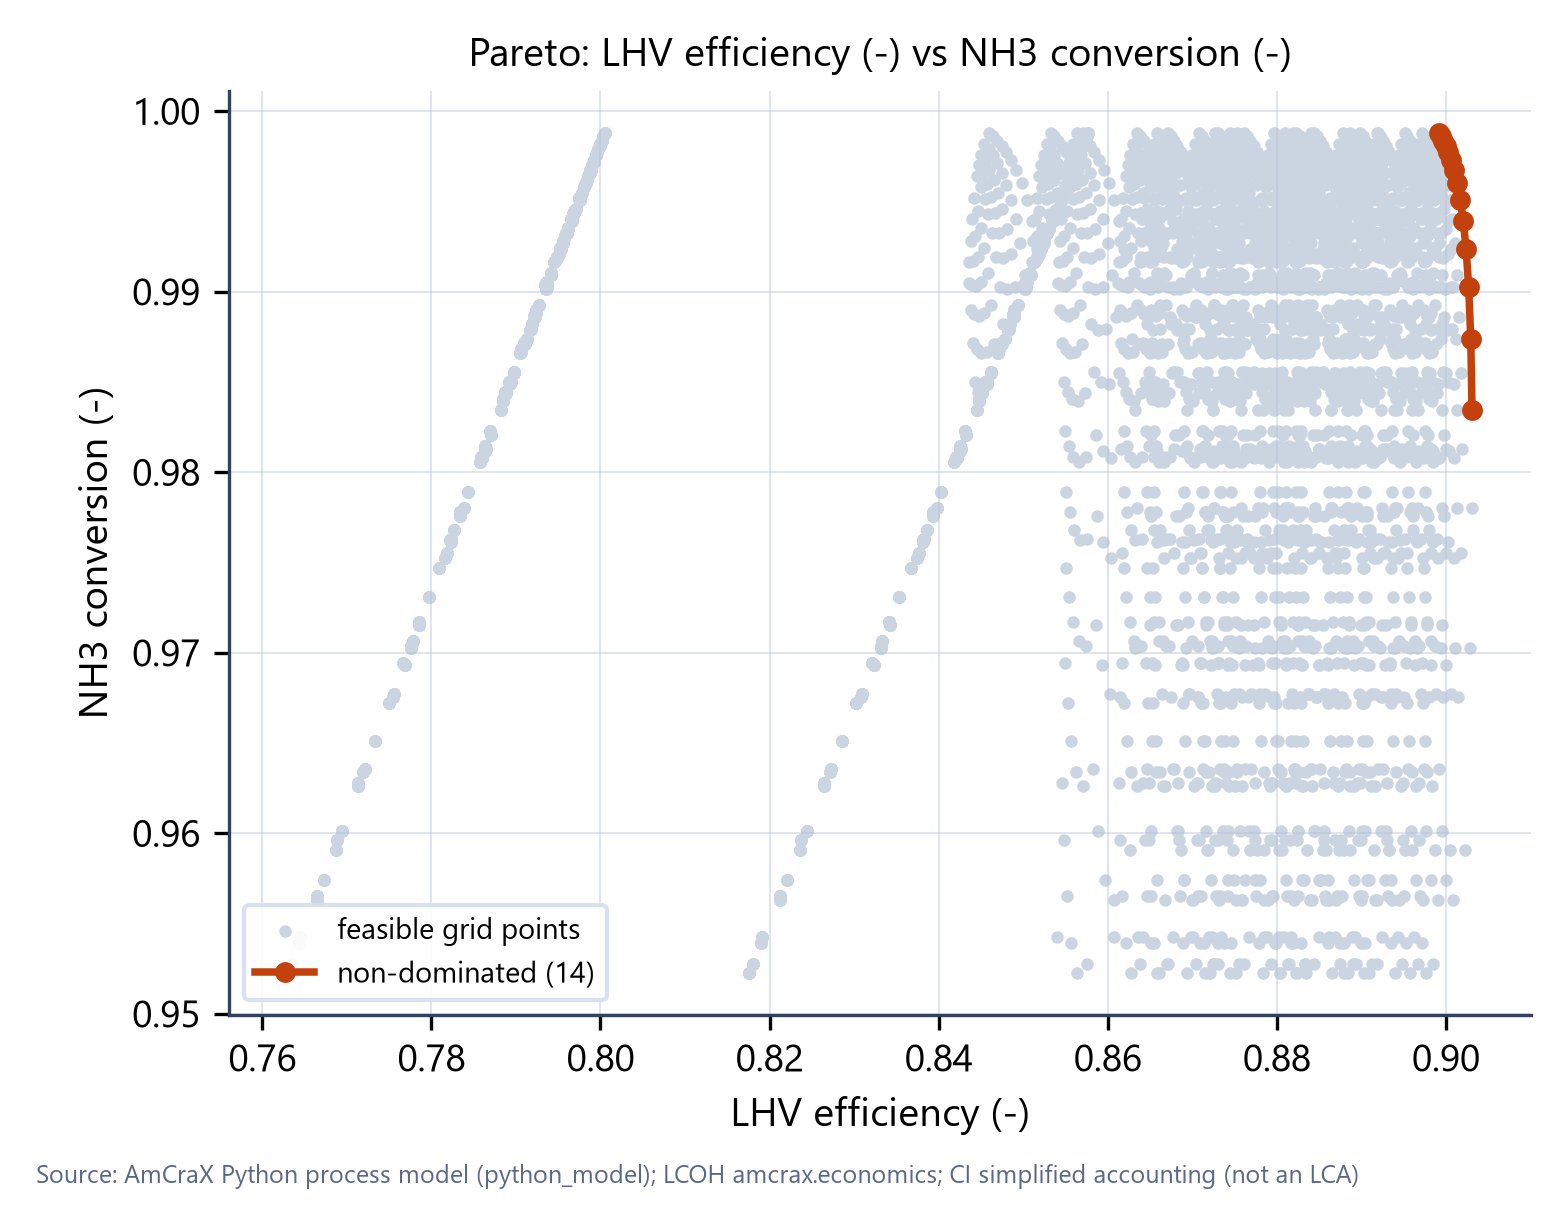 Pareto: LHV efficiency (-) vs NH3 conversion (-)
1.00
0.99
0.98
0.97
0.96
0.95
NH3 conversion (-)
feasible grid points
non-dominated (14)
0.76 0.78 0.80 0.82 0.84 0.86 0.88 0.90
LHV efficiency (-)
Source: AmCraX Python process model (python_model); LCOH amcrax.economics; CI simplified accounting (not an LCA)